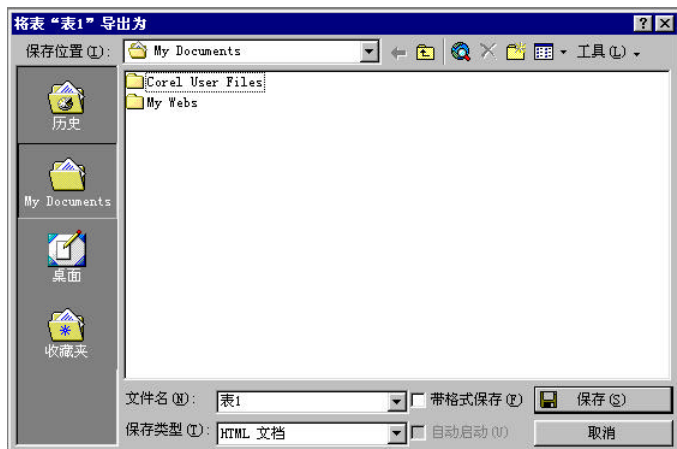 将表“表1”导出为
保存位置(I): My Documents 工具(L)
Corel User Files
My Webs
历史
My Documents
桌面
收藏夹
文件名(N): 表1 带格式保存(F) 保存(S)
保存类型(T): HTML 文档 自动启动(U) 取消